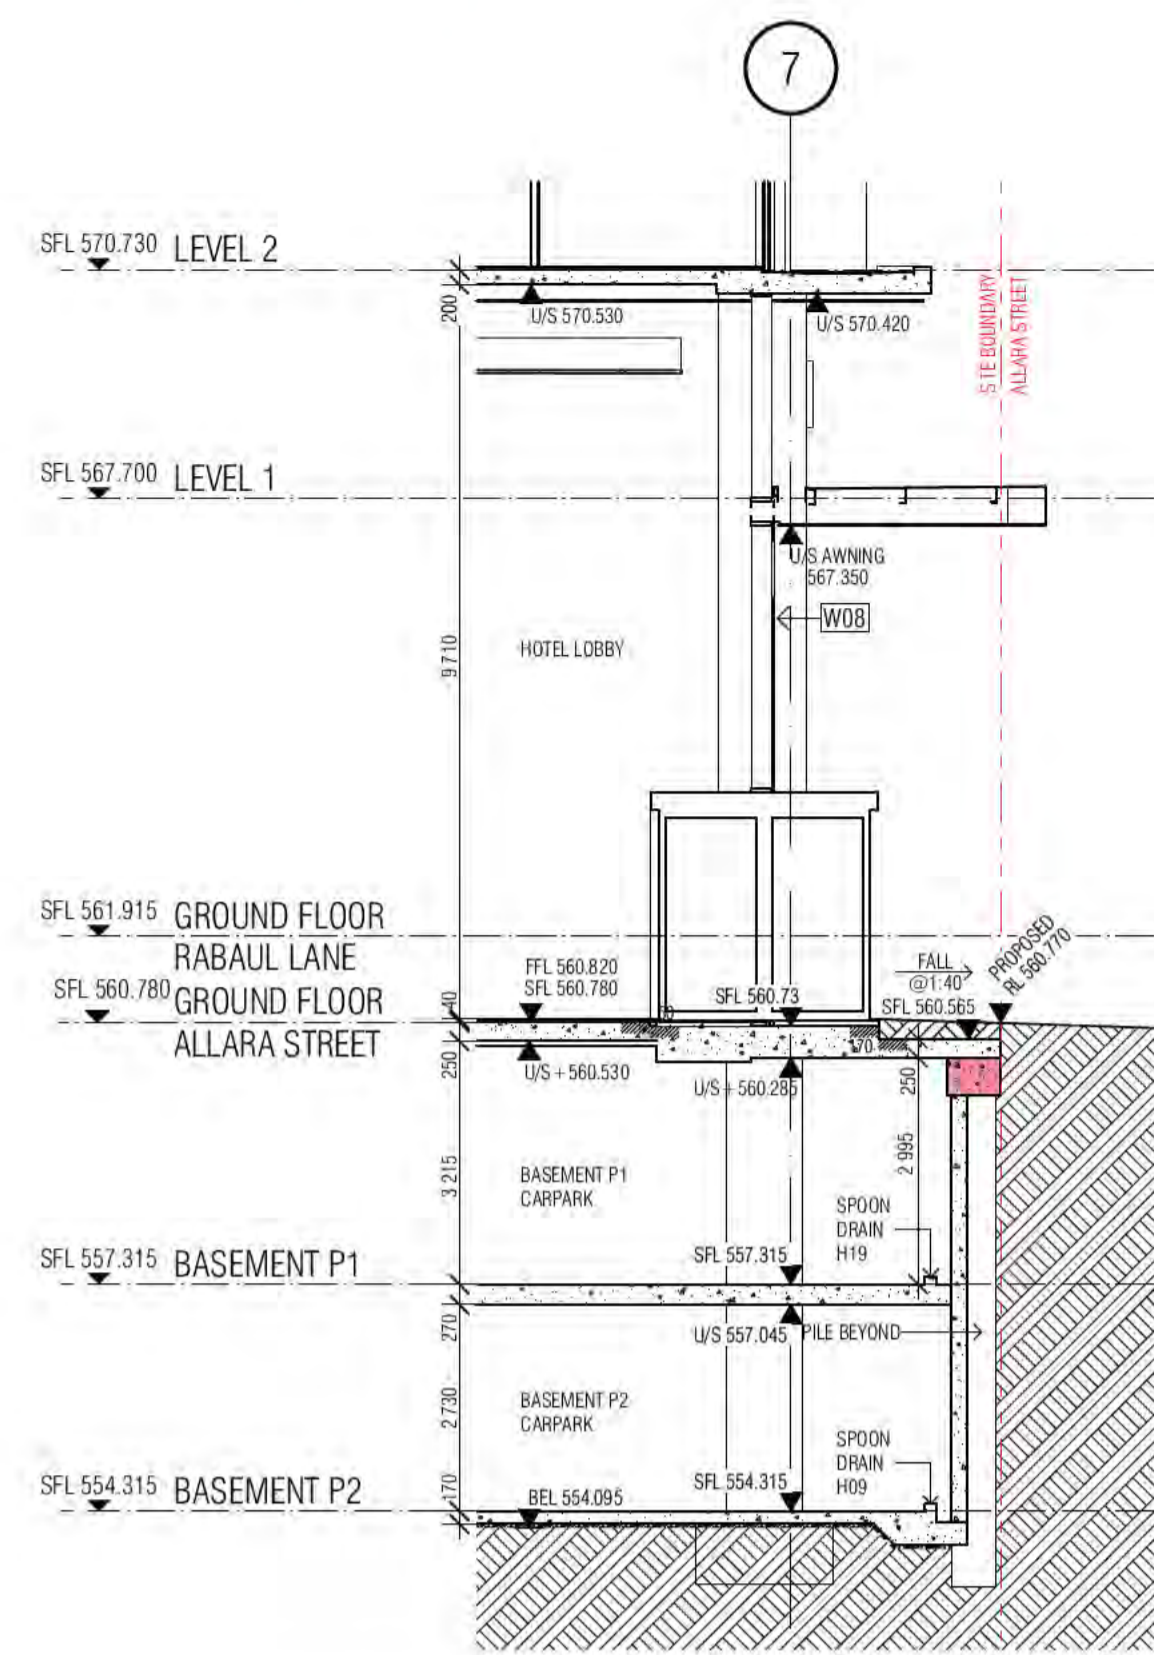 7
SFL 570.730 LEVEL 2
200
U/S 570.530
U/S 570.420
S TE BOUNDARY
ALLARA STREET
SFL 567.700 LEVEL 1
U/S AWNING
567.350
W08
HOTEL LOBBY
9 710
SFL 561.915 GROUND FLOOR
RABAUL LANE
SFL 560.780 GROUND FLOOR
ALLARA STREET
40
FFL 560.820
SFL 560.780
SFL 560.73
FALL
@1:40
SFL 560.565
PROPOSED
RL 560.770
250
U/S + 560.530
U/S + 560.285
170
250
2 995
3 215
BASEMENT P1
CARPARK
SPOON
DRAIN
H19
SFL 557.315 BASEMENT P1
SFL 557.315
270
U/S 557.045
PILE BEYOND
2 730
BASEMENT P2
CARPARK
SPOON
DRAIN
H09
SFL 554.315 BASEMENT P2
170
BEL 554.095
SFL 554.315